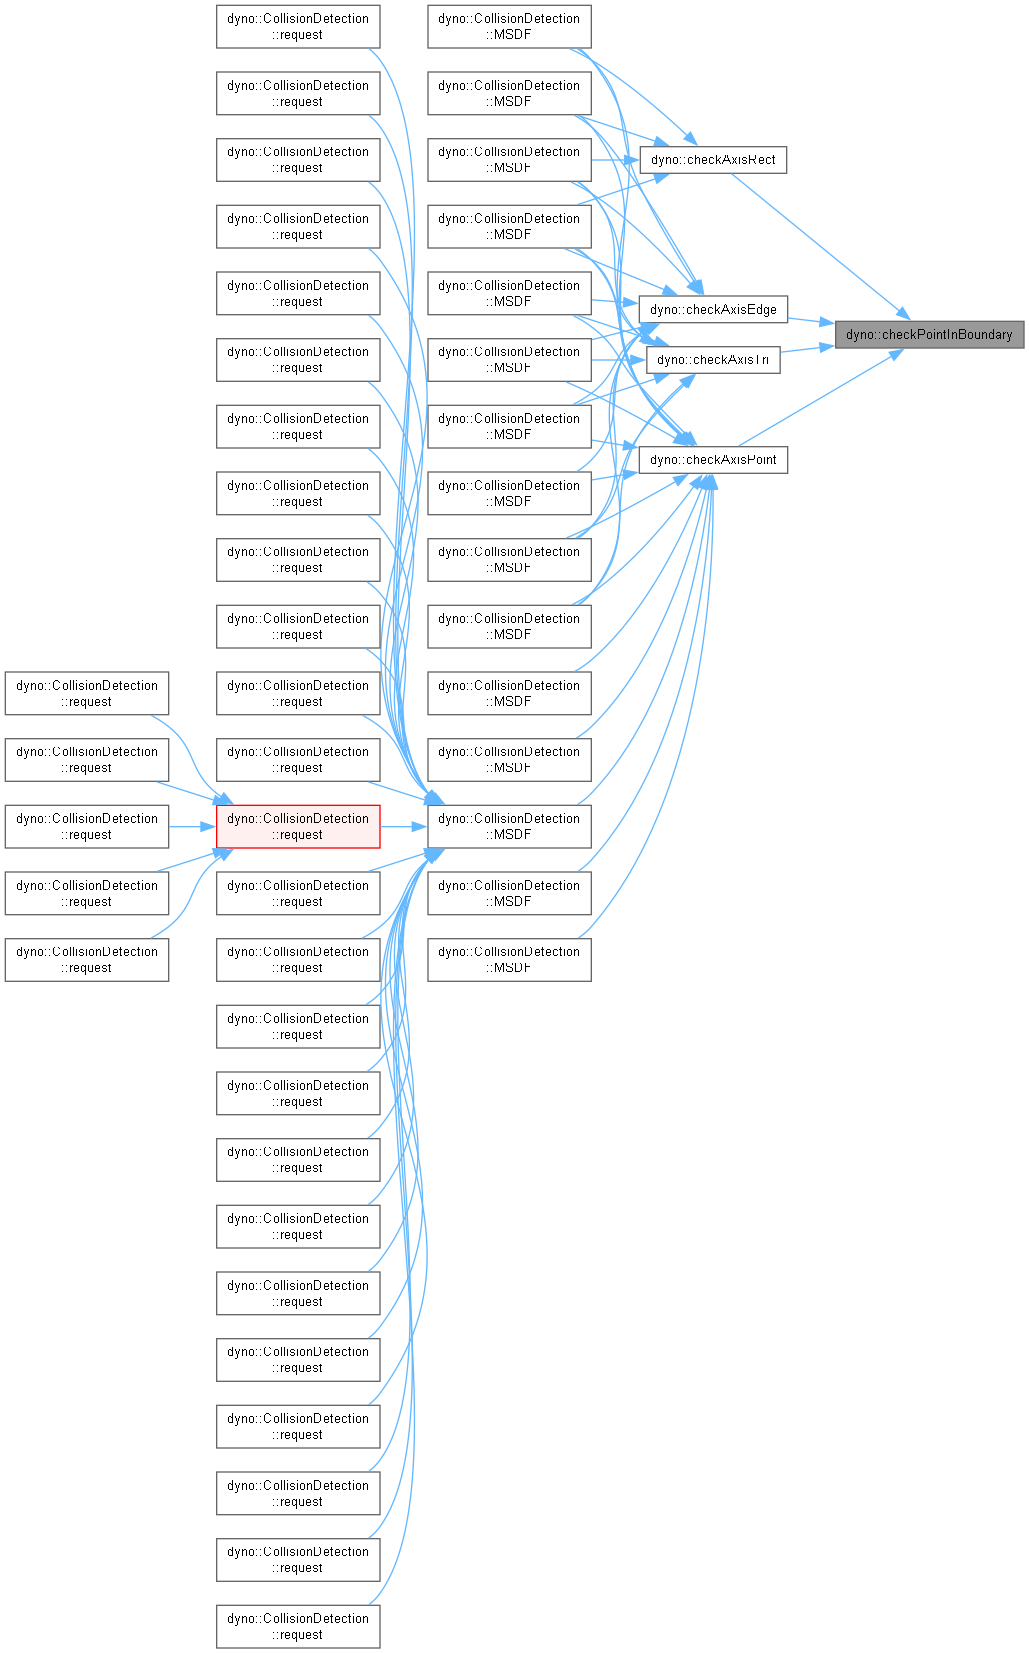 dyno::CollisionDetection
::request
dyno::CollisionDetection
::request
dyno::CollisionDetection
::request
dyno::CollisionDetection
::request
dyno::CollisionDetection
::request
dyno::CollisionDetection
::request
dyno::CollisionDetection
::request
dyno::CollisionDetection
::request
dyno::CollisionDetection
::request
dyno::CollisionDetection
::request
dyno::CollisionDetection
::request
dyno::CollisionDetection
::request
dyno::CollisionDetection
::request
dyno::CollisionDetection
::request
dyno::CollisionDetection
::request
dyno::CollisionDetection
::request
dyno::CollisionDetection
::request
dyno::CollisionDetection
::request
dyno::CollisionDetection
::request
dyno::CollisionDetection
::request
dyno::CollisionDetection
::request
dyno::CollisionDetection
::request
dyno::CollisionDetection
::request
dyno::CollisionDetection
::request
dyno::CollisionDetection
::request
dyno::CollisionDetection
::request
dyno::CollisionDetection
::request
dyno::CollisionDetection
::request
dyno::CollisionDetection
::request
dyno::CollisionDetection
::request
dyno::CollisionDetection
::MSDF
dyno::CollisionDetection
::MSDF
dyno::CollisionDetection
::MSDF
dyno::CollisionDetection
::MSDF
dyno::CollisionDetection
::MSDF
dyno::CollisionDetection
::MSDF
dyno::CollisionDetection
::MSDF
dyno::CollisionDetection
::MSDF
dyno::CollisionDetection
::MSDF
dyno::CollisionDetection
::MSDF
dyno::CollisionDetection
::MSDF
dyno::CollisionDetection
::MSDF
dyno::CollisionDetection
::MSDF
dyno::CollisionDetection
::MSDF
dyno::CollisionDetection
::MSDF
dyno::checkAxisRect
dyno::checkAxisEdge
dyno::checkAxisTri
dyno::checkAxisPoint
dyno::checkPointInBoundary